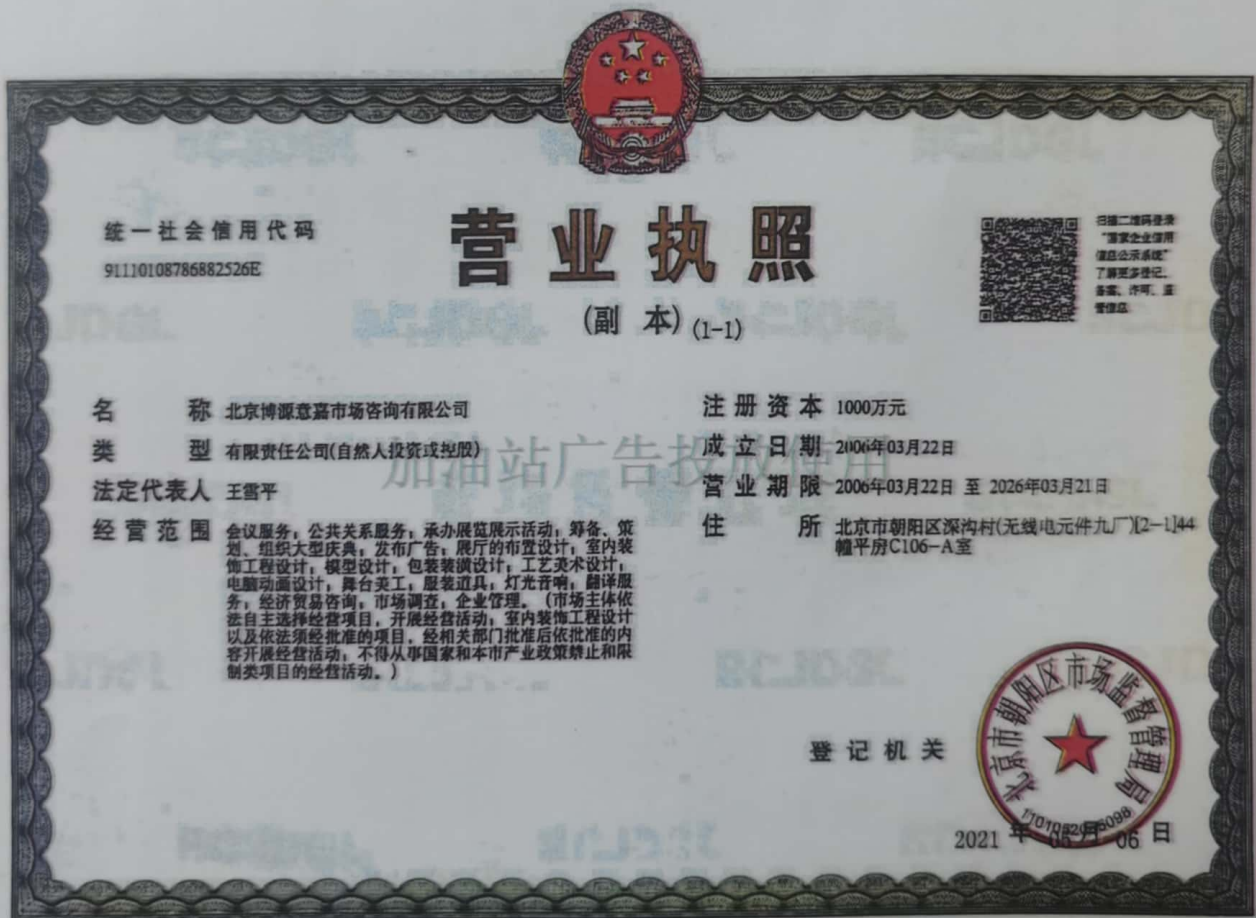 统一社会信用代码
91110108786882526E
营业执照
(副 本) (1-1)
扫描二维码登录
“国家企业信用
信息公示系统”
了解更多登记、
备案、许可、监
管信息
名 称 北京博源意嘉市场咨询有限公司
类 型 有限责任公司(自然人投资或控股)
法定代表人 王雪平
经营范围 会议服务；公共关系服务；承办展览展示活动；筹备、策
划、组织大型庆典；发布广告；展厅的布置设计；室内装
饰工程设计；模型设计；包装装潢设计；工艺美术设计；
电脑动画设计；舞台美工；服装道具；灯光音响；翻译服
务；经济贸易咨询；市场调查；企业管理。（市场主体依
法自主选择经营项目，开展经营活动；室内装饰工程设计
以及依法须经批准的项目，经相关部门批准后依批准的内
容开展经营活动；不得从事国家和本市产业政策禁止和限
制类项目的经营活动。）
注册资本 1000万元
成立日期 2006年03月22日
营业期限 2006年03月22日 至 2026年03月21日
住 所 北京市朝阳区深沟村(无线电元件九厂)[2-1]44
幢平房C106-A室
加油站广告投放使用
登记机关
北京市朝阳区市场监督管理局
2021 年 05 月 06 日